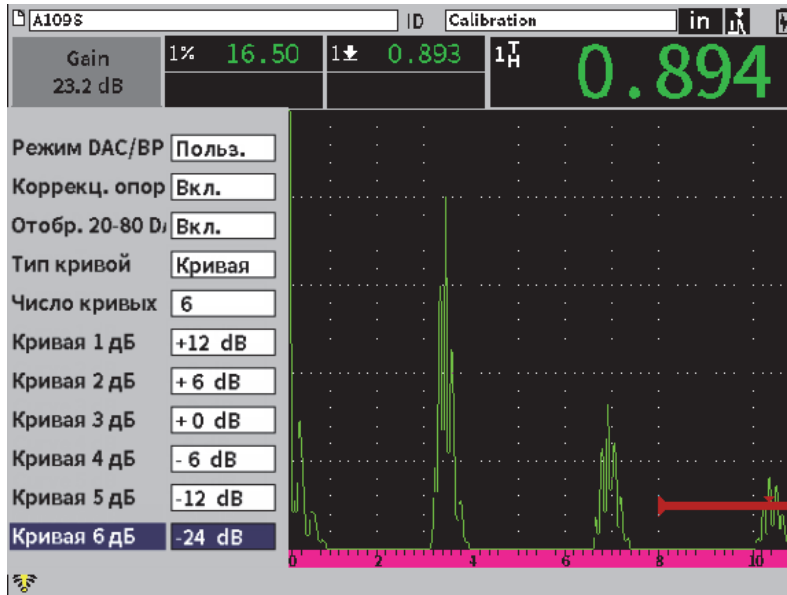 A109S ID Calibration in
Gain 1% 16.50 1 0.893 1 T/H 0.894
23.2 dB
Режим DAC/ВР Польз.
Коррекц. опор Вкл.
Отобр. 20-80 D Вкл.
Тип кривой Кривая
Число кривых 6
Кривая 1 дБ +12 dB
Кривая 2 дБ +6 dB
Кривая 3 дБ +0 dB
Кривая 4 дБ -6 dB
Кривая 5 дБ -12 dB
Кривая 6 дБ -24 dB
0 2 4 6 8 10